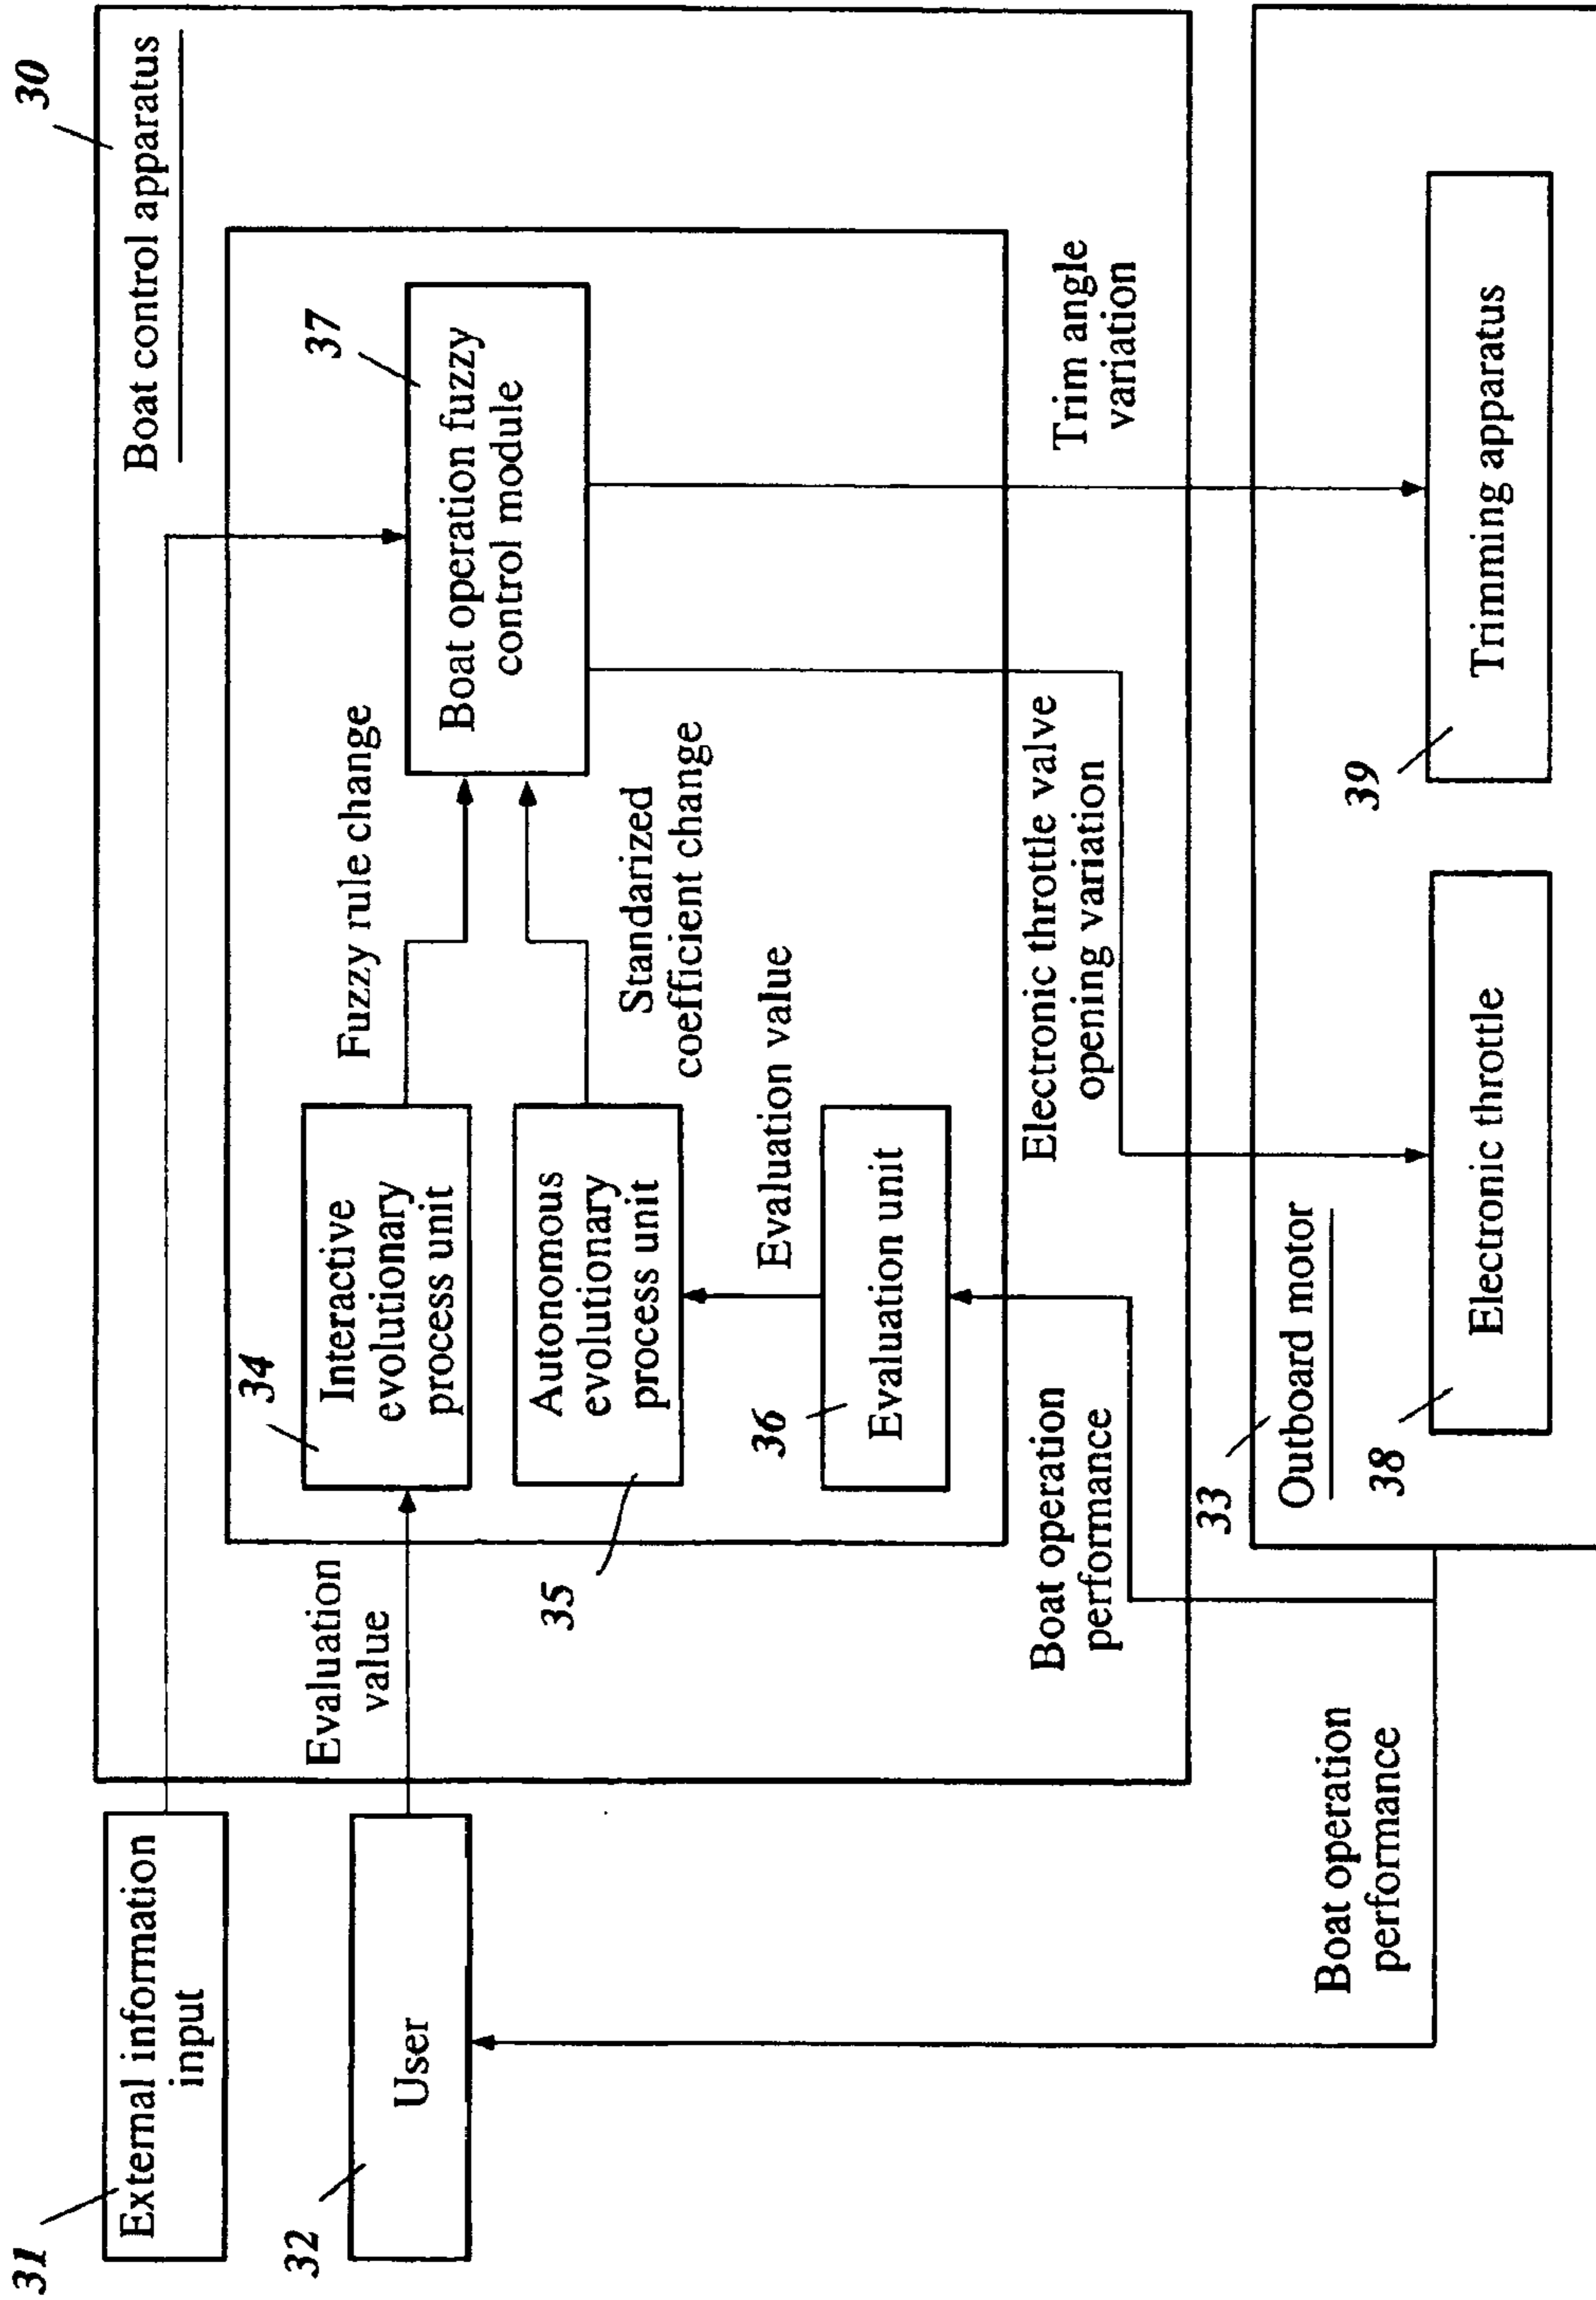 30
Boat control apparatus
31
External information
input
32
User
Evaluation
value
34
Interactive
evolutionary
process unit
35
Autonomous
evolutionary
process unit
36
Evaluation unit
Evaluation value
Fuzzy rule change
Standarized
coefficient change
37
Boat operation fuzzy
control module
Boat operation
performance
Electronic throttle valve
opening variation
Trim angle
variation
33
Outboard motor
38
Electronic throttle
39
Trimming apparatus
Boat operation
performance